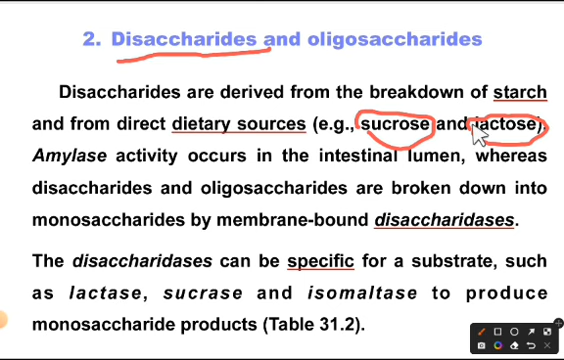 2. Disaccharides and oligosaccharides
Disaccharides are derived from the breakdown of starch
and from direct dietary sources (e.g., sucrose and lactose).
Amylase activity occurs in the intestinal lumen, whereas
disaccharides and oligosaccharides are broken down into
monosaccharides by membrane-bound disaccharidases.
The disaccharidases can be specific for a substrate, such
as lactase, sucrase and isomaltase to produce
monosaccharide products (Table 31.2).